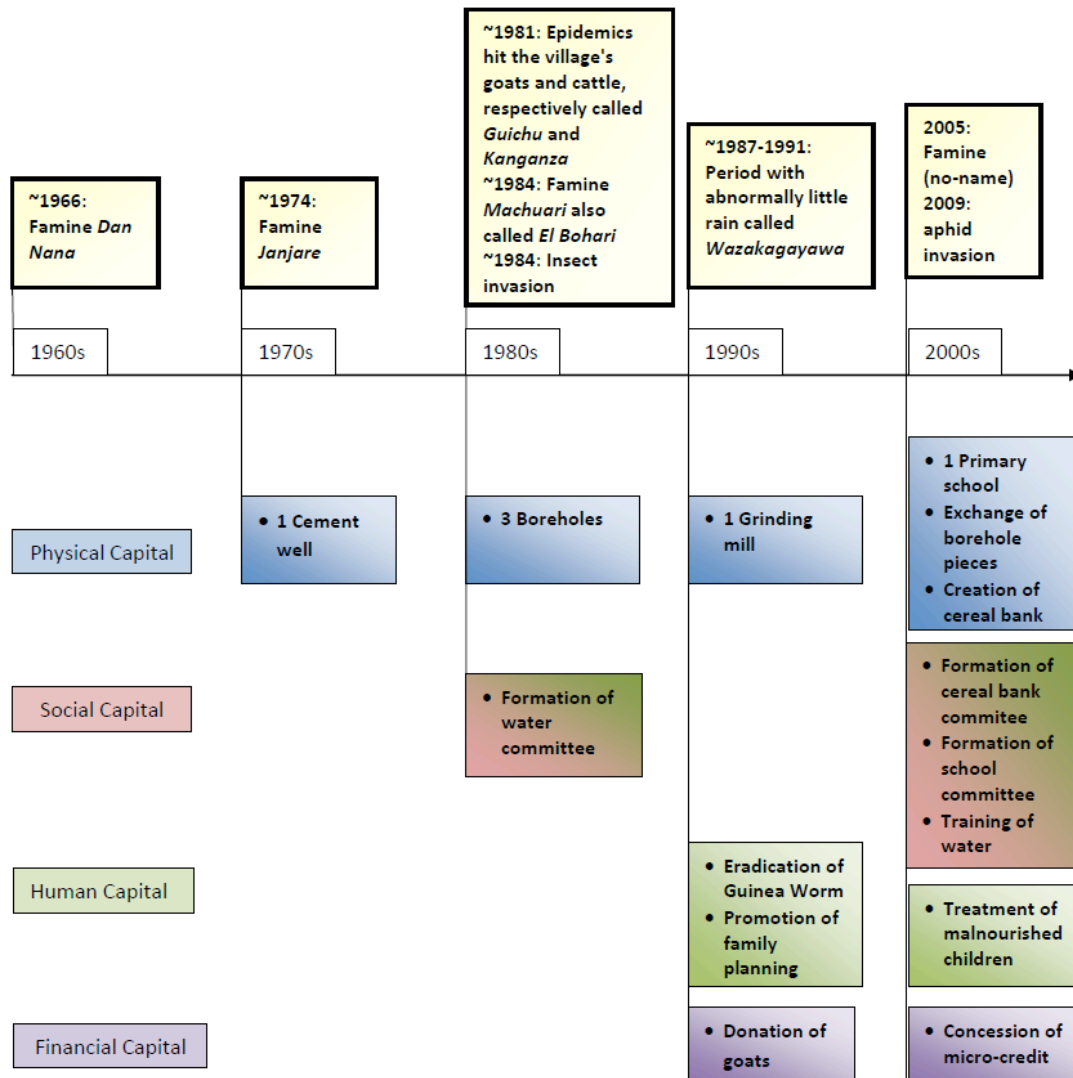 ~1966:
Famine Dan
Nana
~1974:
Famine
Janjare
~1981: Epidemics
hit the village's
goats and cattle,
respectively called
Guichu and
Kanganza
~1984: Famine
Machuari also
called El Bohari
~1984: Insect
invasion
~1987-1991:
Period with
abnormally little
rain called
Wazakagayawa
2005:
Famine
(no-name)
2009:
aphid
invasion
1960s
1970s
1980s
1990s
2000s
Physical Capital
• 1 Cement
well
• 3 Boreholes
• 1 Grinding
mill
• 1 Primary
school
• Exchange of
borehole
pieces
• Creation of
cereal bank
Social Capital
• Formation of
water
committee
• Formation of
cereal bank
commitee
• Formation of
school
committee
• Training of
water
Human Capital
• Eradication of
Guinea Worm
• Promotion of
family
planning
• Treatment of
malnourished
children
Financial Capital
• Donation of
goats
• Concession of
micro-credit